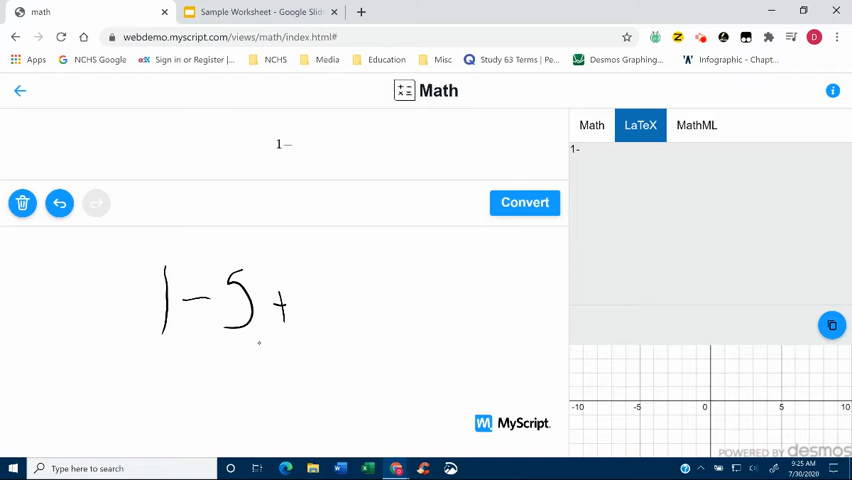 math
Sample Worksheet - Google Slid
webdemo.myscript.com/views/math/index.html#
D
Apps
NCHS Google
Sign in or Register |...
NCHS
Media
Education
Misc
Study 63 Terms | Pe...
Desmos Graphing...
Infographic - Chapt...
Math
Math LaTeX MathML
1-
1-
Convert
1 - 5 +
-10 -5 0 5 10
MyScript.
POWERED BY desmos
Type here to search
9:25 AM
7/30/2020